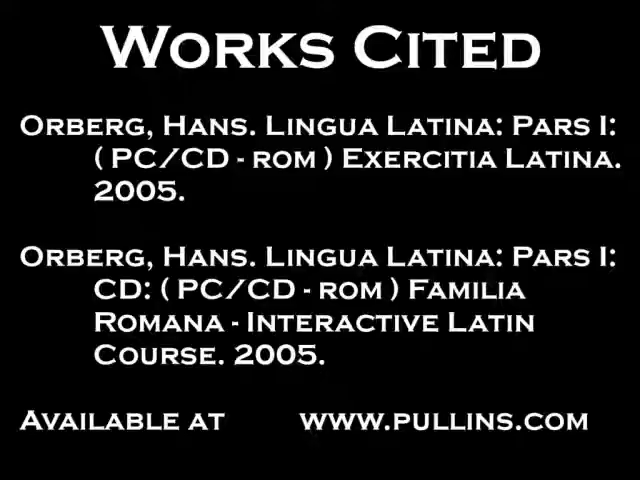 Works Cited
Orberg, Hans. Lingua Latina: Pars I:
( PC/CD - rom ) Exercitia Latina.
2005.
Orberg, Hans. Lingua Latina: Pars I:
CD: ( PC/CD - rom ) Familia
Romana - Interactive Latin
Course. 2005.
Available at www.pullins.com